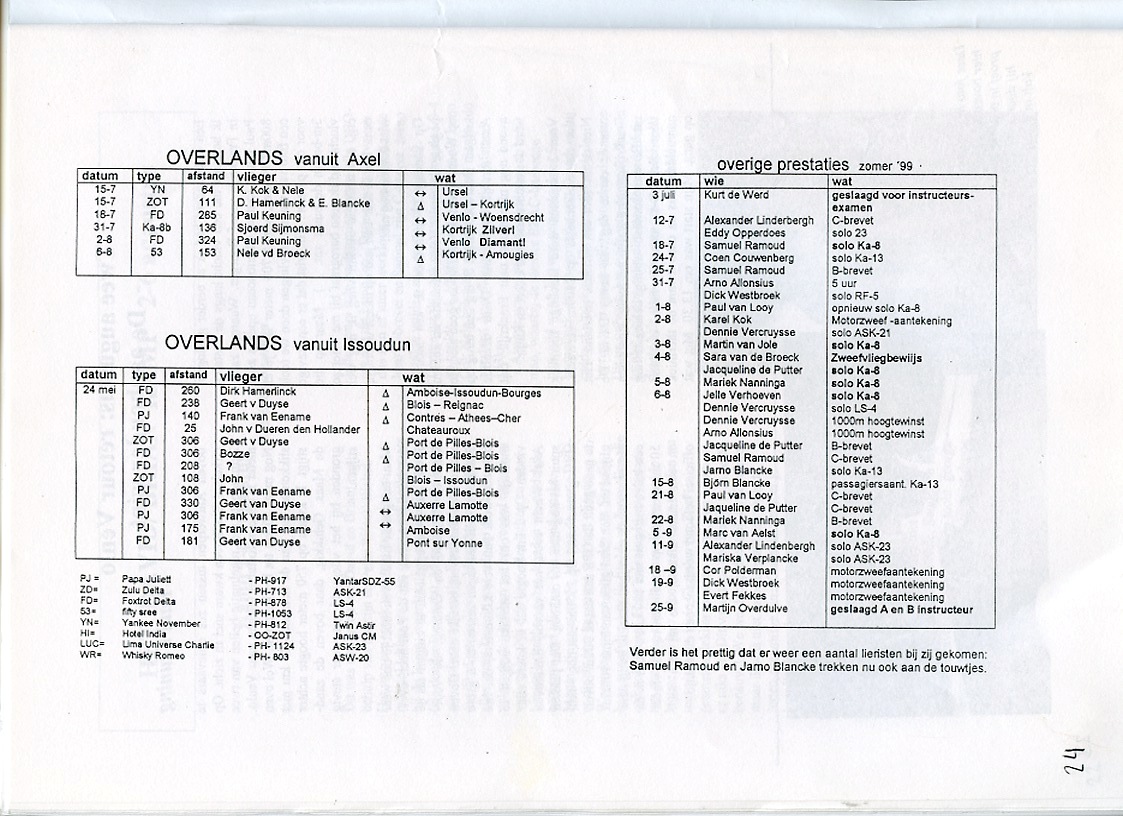 OVERLANDS vanuit Axel
datum type afstand vlieger wat
15-7 YN 64 K. Kok & Nele ↔ Ursel
15-7 ZOT 111 D. Hamerlinck & E. Blancke Δ Ursel – Kortrijk
16-7 FD 265 Paul Keuning ↔ Venlo - Woensdrecht
31-7 Ka-8b 136 Sjoerd Sijmonsma ↔ Kortrijk Zilver!
2-8 FD 324 Paul Keuning ↔ Venlo Diamant!
6-8 53 153 Nele vd Broeck Δ Kortrijk - Amougies
OVERLANDS vanuit Issoudun
datum type afstand vlieger wat
24 mei FD 260 Dirk Hamerlinck Δ Amboise-Issoudun-Bourges
FD 238 Geert v Duyse Δ Blois – Reignac
PJ 140 Frank van Eename Δ Contres – Athees–Cher
FD 25 John v Dueren den Hollander Chateauroux
ZOT 306 Geert v Duyse Δ Port de Pilles-Blois
FD 306 Bozze Δ Port de Pilles-Blois
FD 208 ? Port de Pilles – Blois
ZOT 108 John Blois – Issoudun
PJ 306 Frank van Eename Δ Port de Pilles-Blois
FD 330 Geert van Duyse ↔ Auxerre Lamotte
PJ 306 Frank van Eename ↔ Auxerre Lamotte
PJ 175 Frank van Eename Amboise
FD 181 Geert van Duyse Pont sur Yonne
PJ = Papa Juliett - PH-917 YantarSDZ-55
ZD= Zulu Delta - PH-713 ASK-21
FD= Foxtrot Delta - PH-878 LS-4
53= fifty sree - PH-1053 LS-4
YN= Yankee November - PH-812 Twin Astir
HI= Hotel India - OO-ZOT Janus CM
LUC= Lima Universe Charlie - PH- 1124 ASK-23
WR= Whisky Romeo - PH- 803 ASW-20
overige prestaties zomer '99
datum wie wat
3 juli Kurt de Werd geslaagd voor instructeurs-
examen
12-7 Alexander Linderbergh C-brevet
Eddy Opperdoes solo 23
18-7 Samuel Ramoud solo Ka-8
24-7 Coen Couwenberg solo Ka-13
25-7 Samuel Ramoud B-brevet
31-7 Arno Allonsius 5 uur
Dick Westbroek solo RF-5
1-8 Paul van Looy opnieuw solo Ka-8
2-8 Karel Kok Motorzweef -aantekening
Dennie Vercruysse solo ASK-21
3-8 Martin van Jole solo Ka-8
4-8 Sara van de Broeck Zweefvliegbewiijs
Jacqueline de Putter solo Ka-8
5-8 Mariek Nanninga solo Ka-8
6-8 Jelle Verhoeven solo Ka-8
Dennie Vercruysse solo LS-4
Dennie Vercruysse 1000m hoogtewinst
Arno Allonsius 1000m hoogtewinst
Jacqueline de Putter B-brevet
Samuel Ramoud C-brevet
Jarno Blancke solo Ka-13
15-8 Björn Blancke passagiersaant. Ka-13
21-8 Paul van Looy C-brevet
Jaqueline de Putter C-brevet
22-8 Mariek Nanninga B-brevet
5 -9 Marc van Aelst solo Ka-8
11-9 Alexander Lindenbergh solo ASK-23
Mariska Verplancke solo ASK-23
18 –9 Cor Polderman motorzweefaantekening
19-9 Dick Westbroek motorzweefaantekening
Evert Fekkes motorzweefaantekening
25-9 Martijn Overdulve geslaagd A en B instructeur
Verder is het prettig dat er weer een aantal lieristen bij zij gekomen:
Samuel Ramoud en Jarno Blancke trekken nu ook aan de touwtjes.
24